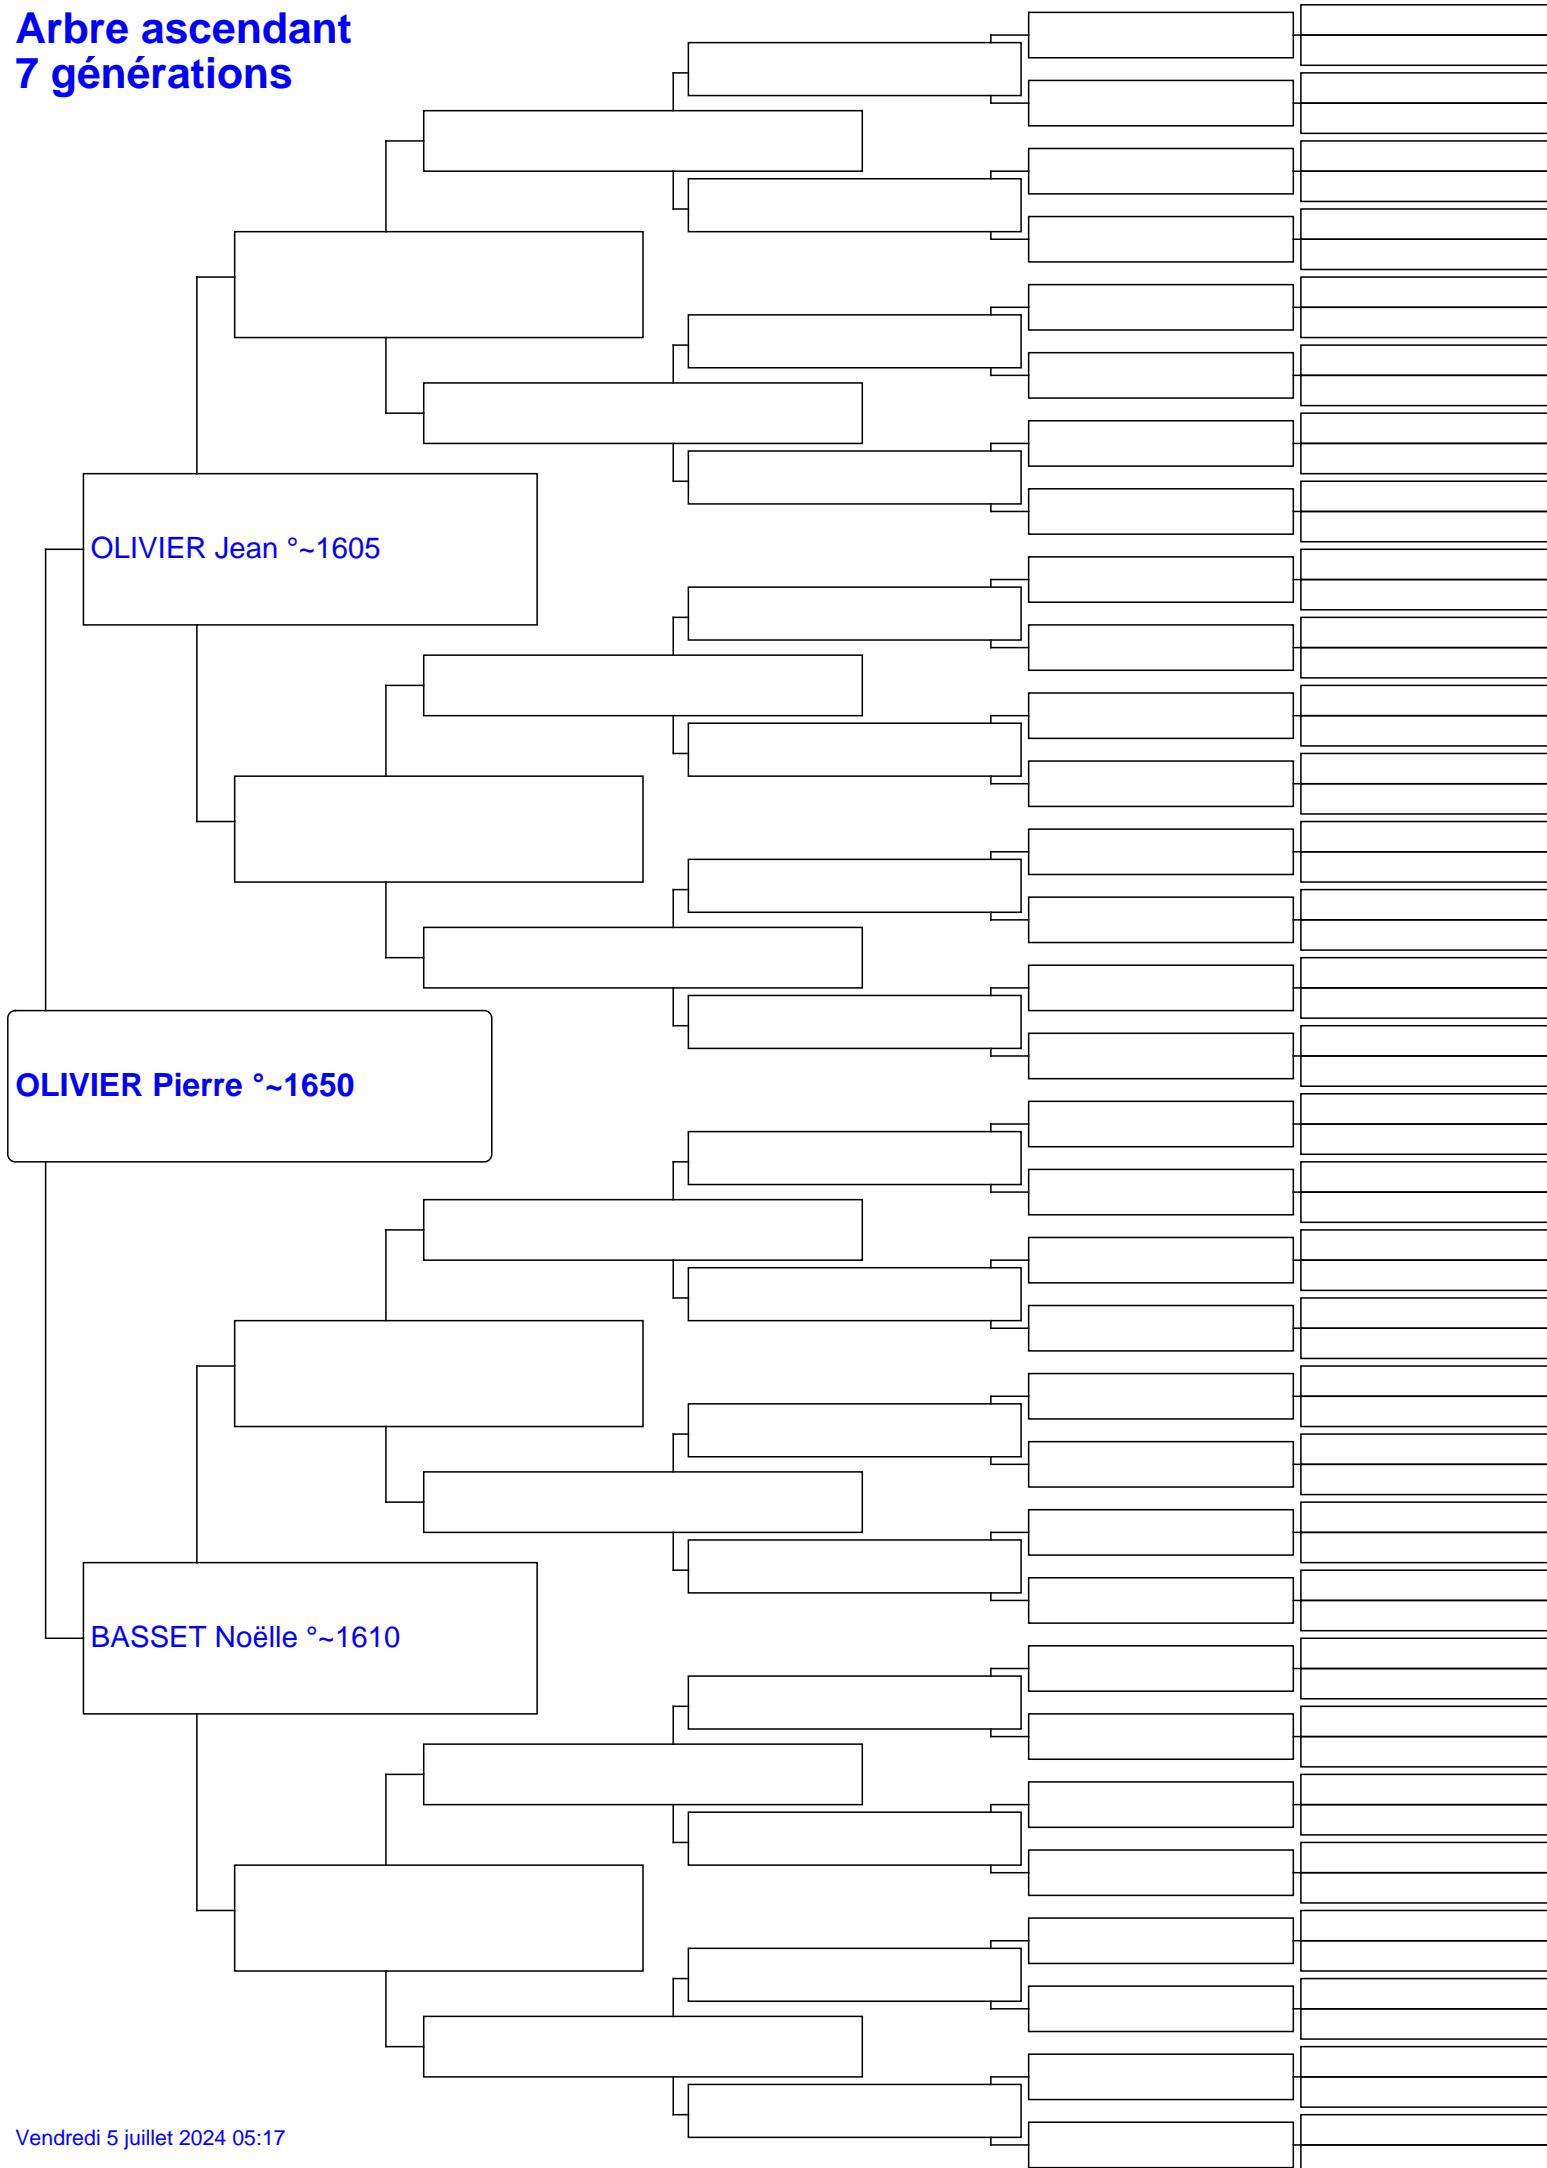 Arbre ascendant
7 générations
OLIVIER Jean °~1605
OLIVIER Pierre °~1650
BASSET Noëlle °~1610
Vendredi 5 juillet 2024 05:17